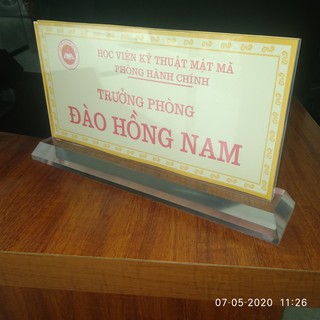 HỌC VIỆN KỸ THUẬT MẬT MÃ
PHÒNG HÀNH CHÍNH
TRƯỞNG PHÒNG
ĐÀO HỒNG NAM
07-05-2020 11:26